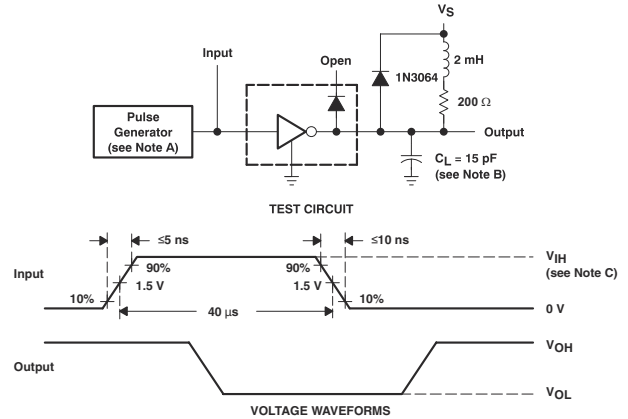 VS
Input
Open
2 mH
1N3064
200 Ω
Pulse
Generator
(see Note A)
Output
CL = 15 pF
(see Note B)
TEST CIRCUIT
≤5 ns
≤10 ns
Input
90%
90%
VIH
(see Note C)
1.5 V
1.5 V
10%
10%
40 μs
0 V
Output
VOH
VOL
VOLTAGE WAVEFORMS